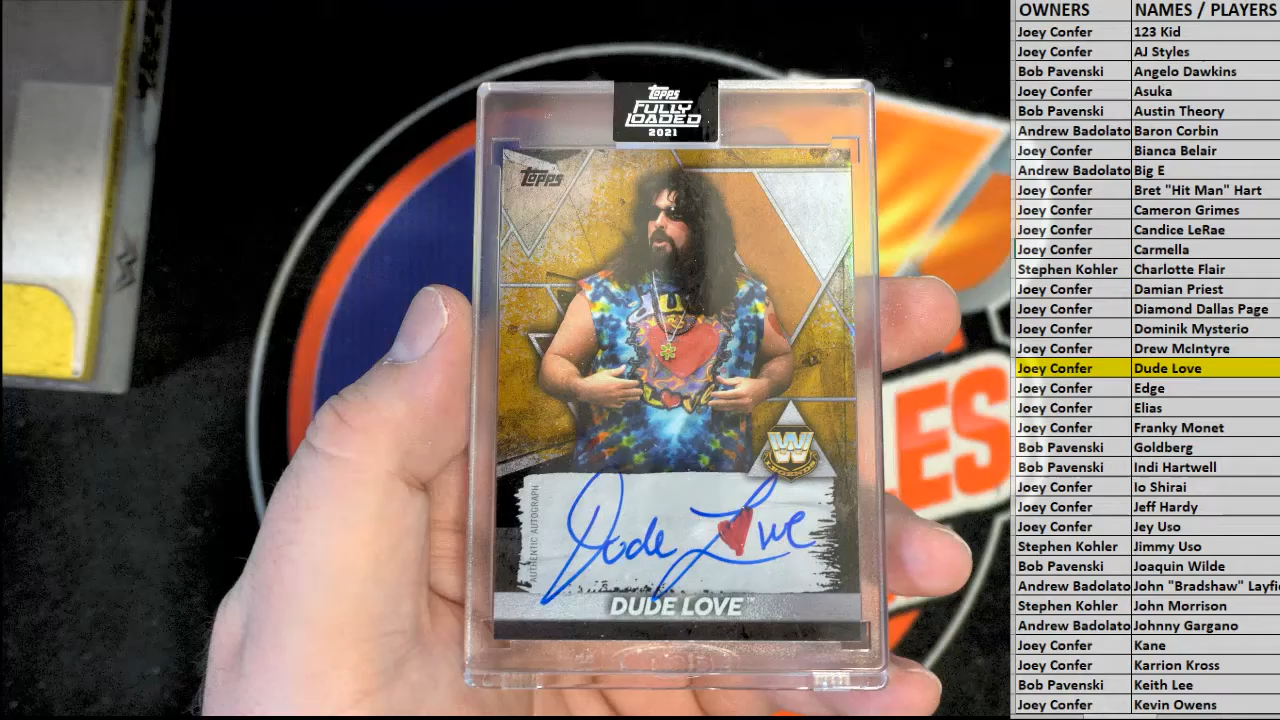 TOPPS
FULLY
LOADED
2021
TOPPS
W
LEGENDS
AUTHENTIC AUTOGRAPH
Dude Love
DUDE LOVE™
ES
OWNERS NAMES / PLAYERS
Joey Confer 123 Kid
Joey Confer AJ Styles
Bob Pavenski Angelo Dawkins
Joey Confer Asuka
Bob Pavenski Austin Theory
Andrew Badolato Baron Corbin
Joey Confer Bianca Belair
Andrew Badolato Big E
Joey Confer Bret "Hit Man" Hart
Joey Confer Cameron Grimes
Joey Confer Candice LeRae
Joey Confer Carmella
Stephen Kohler Charlotte Flair
Joey Confer Damian Priest
Joey Confer Diamond Dallas Page
Joey Confer Dominik Mysterio
Joey Confer Drew McIntyre
Joey Confer Dude Love
Joey Confer Edge
Joey Confer Elias
Joey Confer Franky Monet
Bob Pavenski Goldberg
Bob Pavenski Indi Hartwell
Joey Confer Io Shirai
Joey Confer Jeff Hardy
Joey Confer Jey Uso
Stephen Kohler Jimmy Uso
Bob Pavenski Joaquin Wilde
Andrew Badolato John "Bradshaw" Layfi
Stephen Kohler John Morrison
Andrew Badolato Johnny Gargano
Joey Confer Kane
Joey Confer Karrion Kross
Bob Pavenski Keith Lee
Joey Confer Kevin Owens